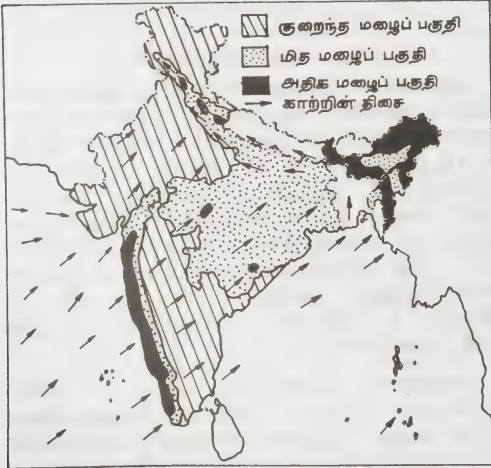 குறைந்த மழைப் பகுதி
மித மழைப் பகுதி
அதிக மழைப் பகுதி
காற்றின் திசை